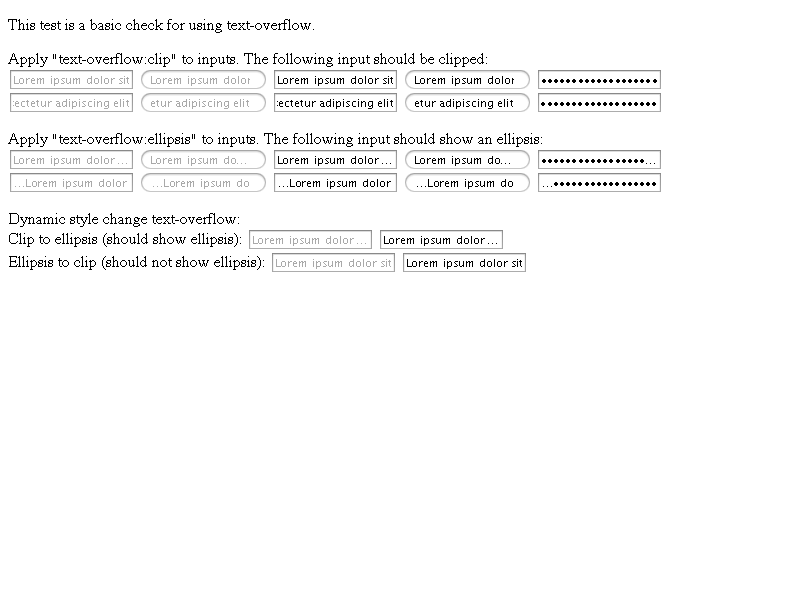 This test is a basic check for using text-overflow.
Apply "text-overflow:clip" to inputs. The following input should be clipped:
Lorem ipsum dolor sit Lorem ipsum dolor Lorem ipsum dolor sit Lorem ipsum dolor •••••••••••••••••••
ectetur adipiscing elit etur adipiscing elit ectetur adipiscing elit etur adipiscing elit •••••••••••••••••••
Apply "text-overflow:ellipsis" to inputs. The following input should show an ellipsis:
Lorem ipsum dolor... Lorem ipsum do... Lorem ipsum dolor... Lorem ipsum do... •••••••••••••••••...
...Lorem ipsum dolor ...Lorem ipsum do ...Lorem ipsum dolor ...Lorem ipsum do ...•••••••••••••••••
Dynamic style change text-overflow:
Clip to ellipsis (should show ellipsis): Lorem ipsum dolor... Lorem ipsum dolor...
Ellipsis to clip (should not show ellipsis): Lorem ipsum dolor sit Lorem ipsum dolor sit